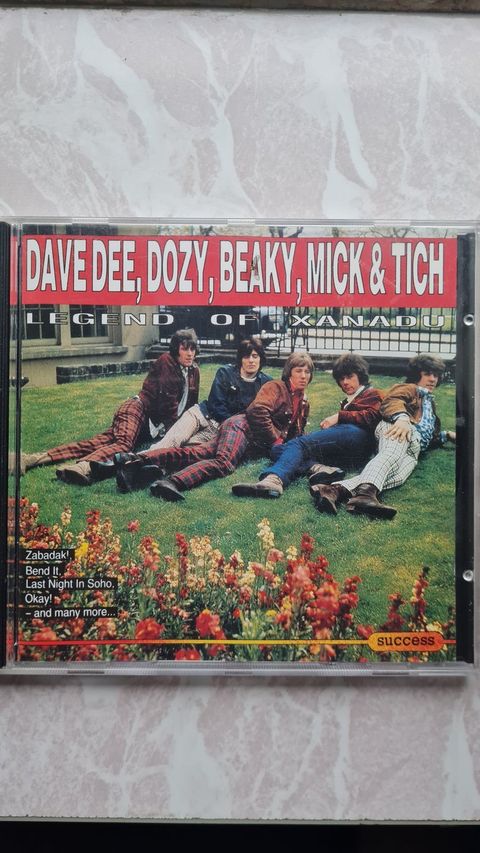 DAVE DEE, DOZY, BEAKY, MICK & TICH
LEGEND OF XANADU
Zabadak!
Bend It,
Last Night In Soho,
Okay!
– and many more...
success